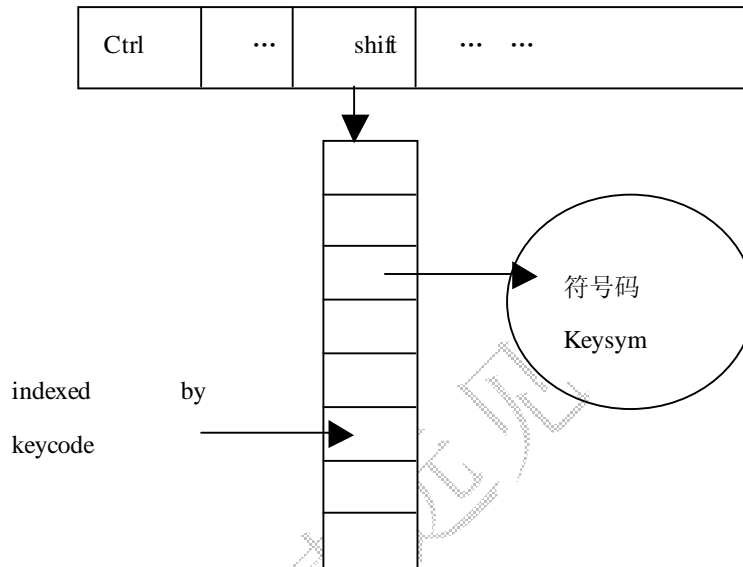 Ctrl … shift … …
符号码
Keysym
indexed by
keycode